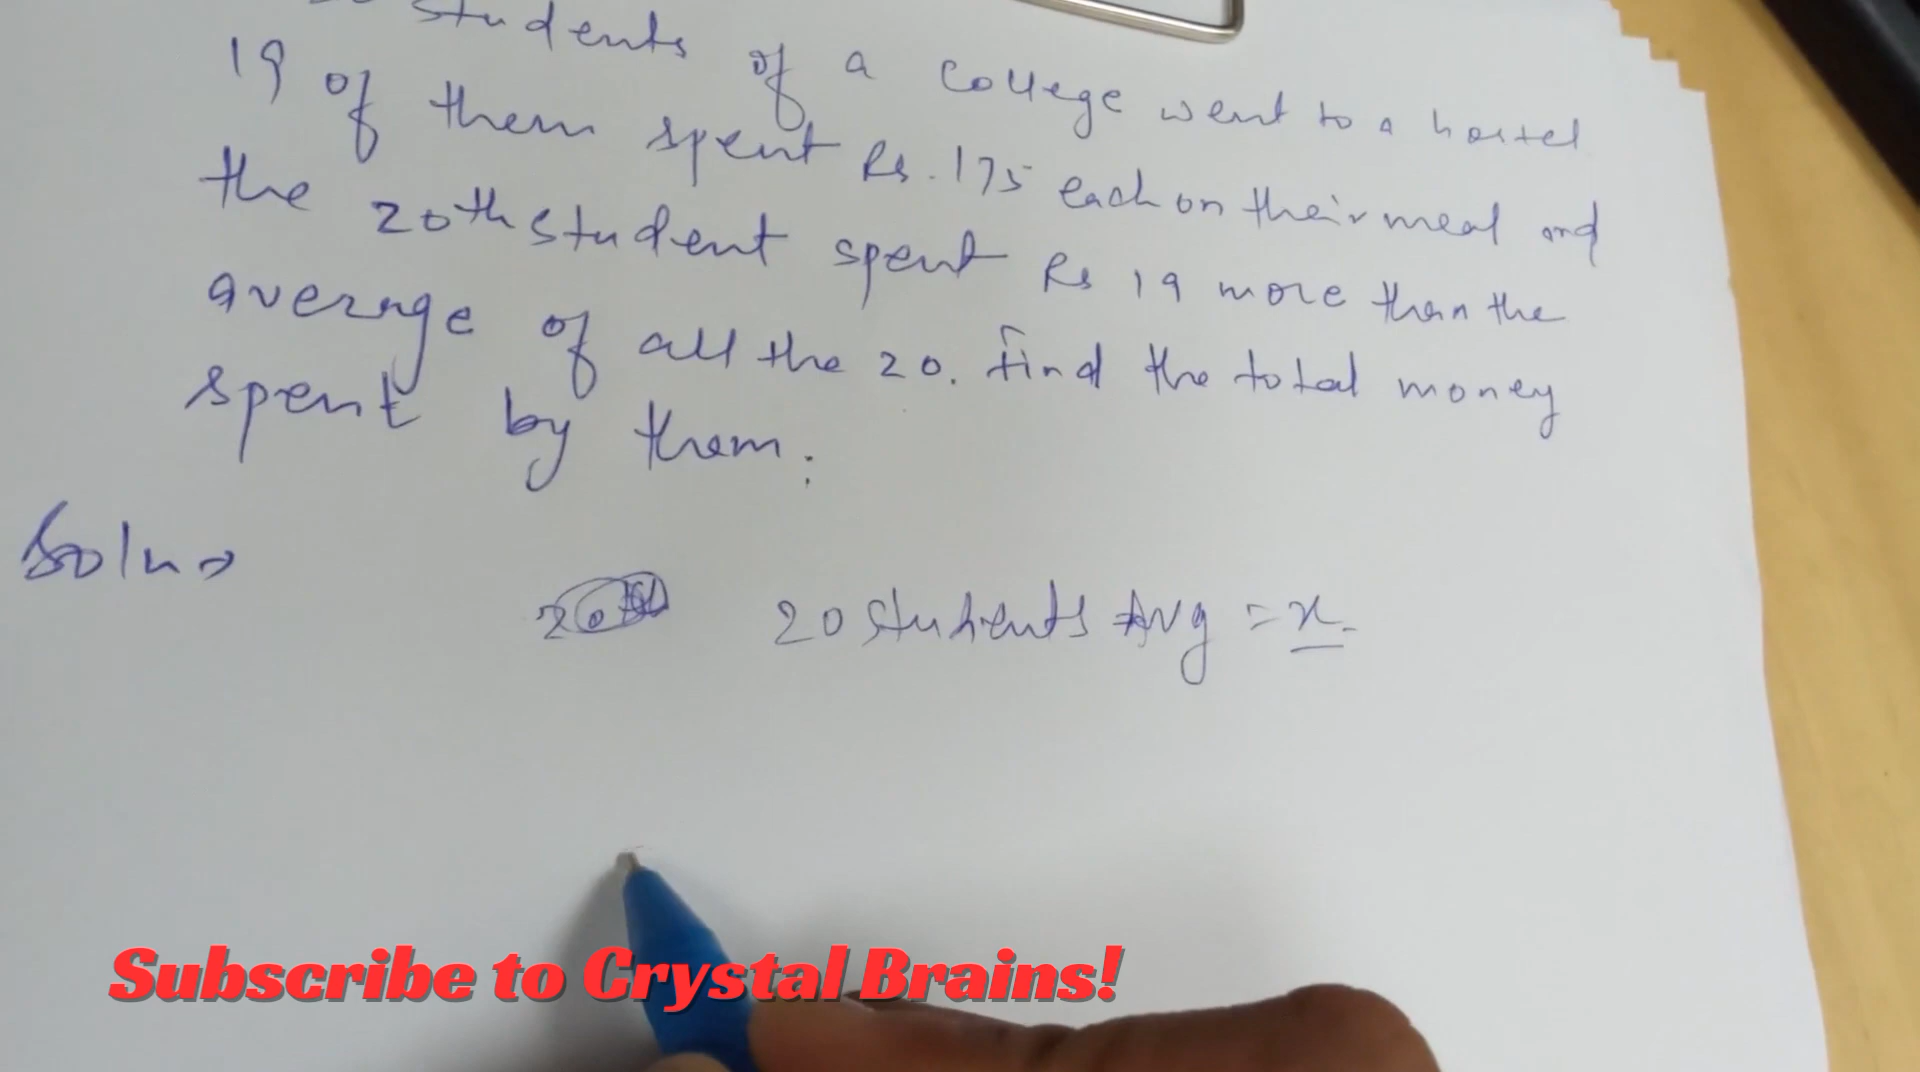 students of a college went to a hostel
19 of them spent Rs. 175 each on their meal and
the 20th student spent Rs 19 more than the
average of all the 20. find the total money
spent by them.
Soln →
20 students Avg = x
Subscribe to Crystal Brains!